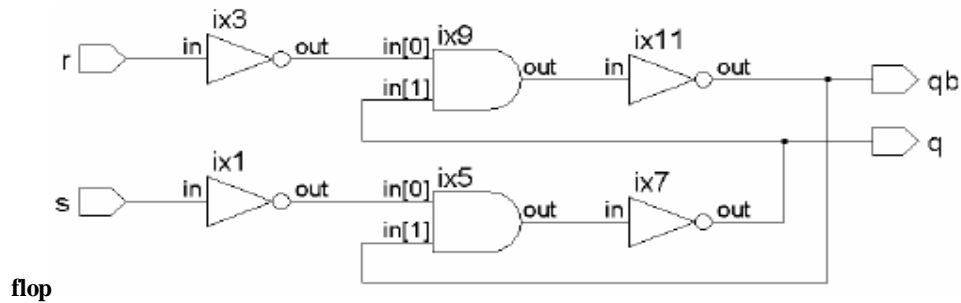 ix3
ix9
ix11
r
in
out
in[0]
out
in
out
qb
in[1]
q
ix1
ix5
ix7
s
in
out
in[0]
out
in
out
in[1]
flop